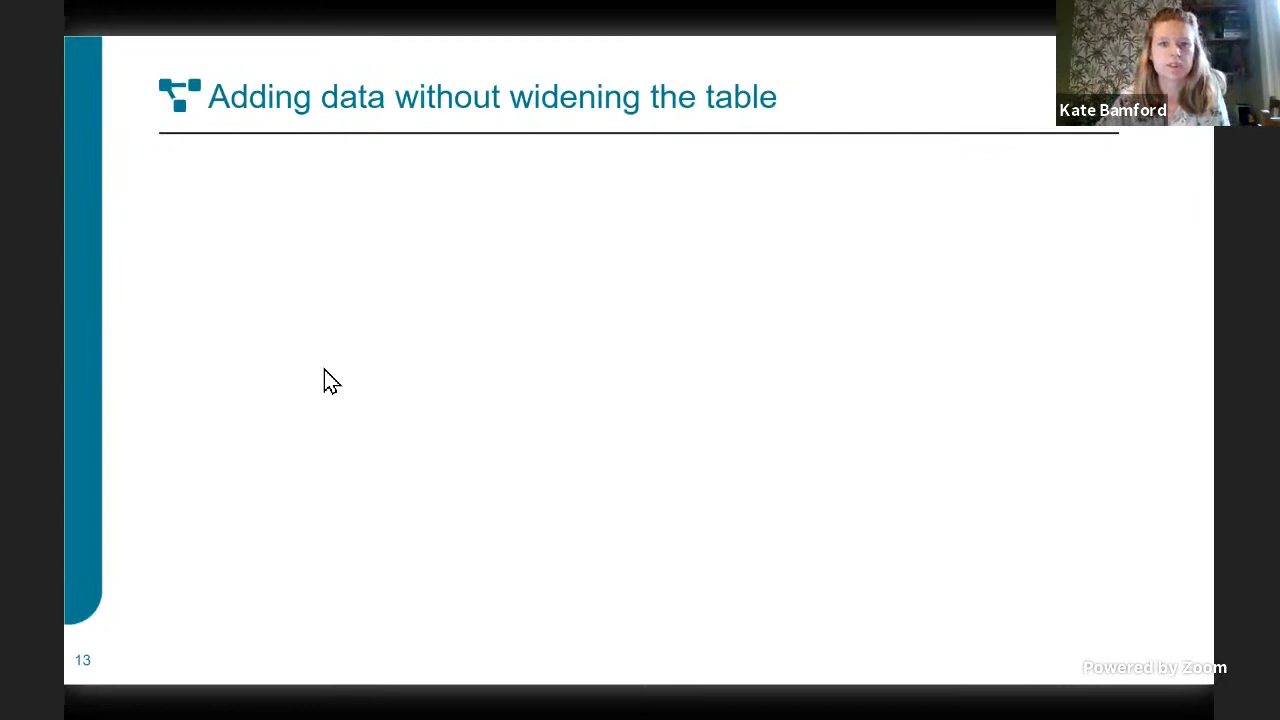 Adding data without widening the table
Kate Bamford
13
Powered by Zoom